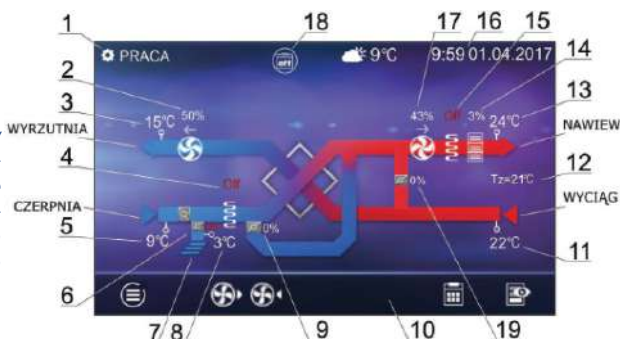 1 18 17 16 15
PRACA off 9℃ 9:59 01.04.2017 14
2 50% 43% Off 3% 13
3 15℃ 24℃
WYRZUTNIA NAWIEW
4 Off 0% Tz=21℃ 12
CZERPNIA WYCIĄG
5 9℃ 3℃ 0% 22℃ 11
6
7 8 9 10 19